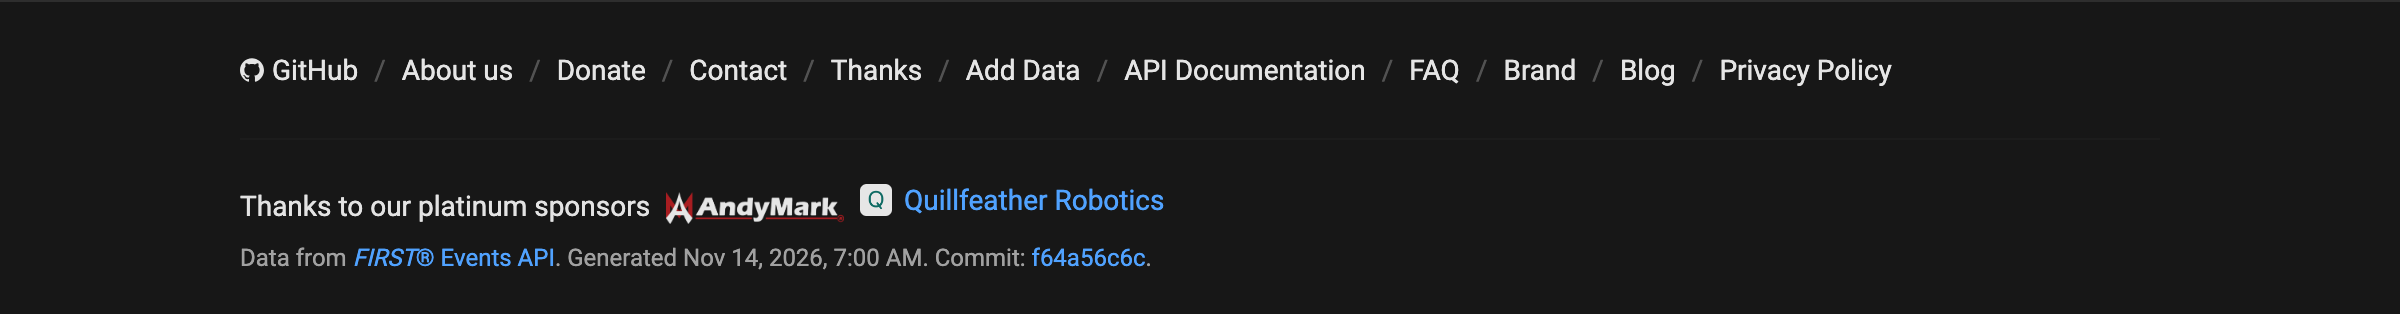 GitHub / About us / Donate / Contact / Thanks / Add Data / API Documentation / FAQ / Brand / Blog / Privacy Policy
Thanks to our platinum sponsors AndyMark® Q Quillfeather Robotics
Data from FIRST® Events API. Generated Nov 14, 2026, 7:00 AM. Commit: f64a56c6c.